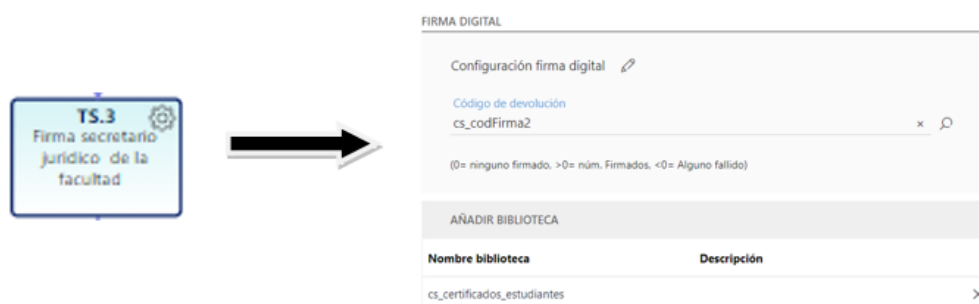 TS.3
Firma secretario
jurídico de la
facultad
FIRMA DIGITAL
Configuración firma digital
Código de devolución
cs_codFirma2
(0= ninguno firmado, >0= núm. Firmados, <0= Alguno fallido)
AÑADIR BIBLIOTECA
Nombre biblioteca Descripción
cs_certificados_estudiantes